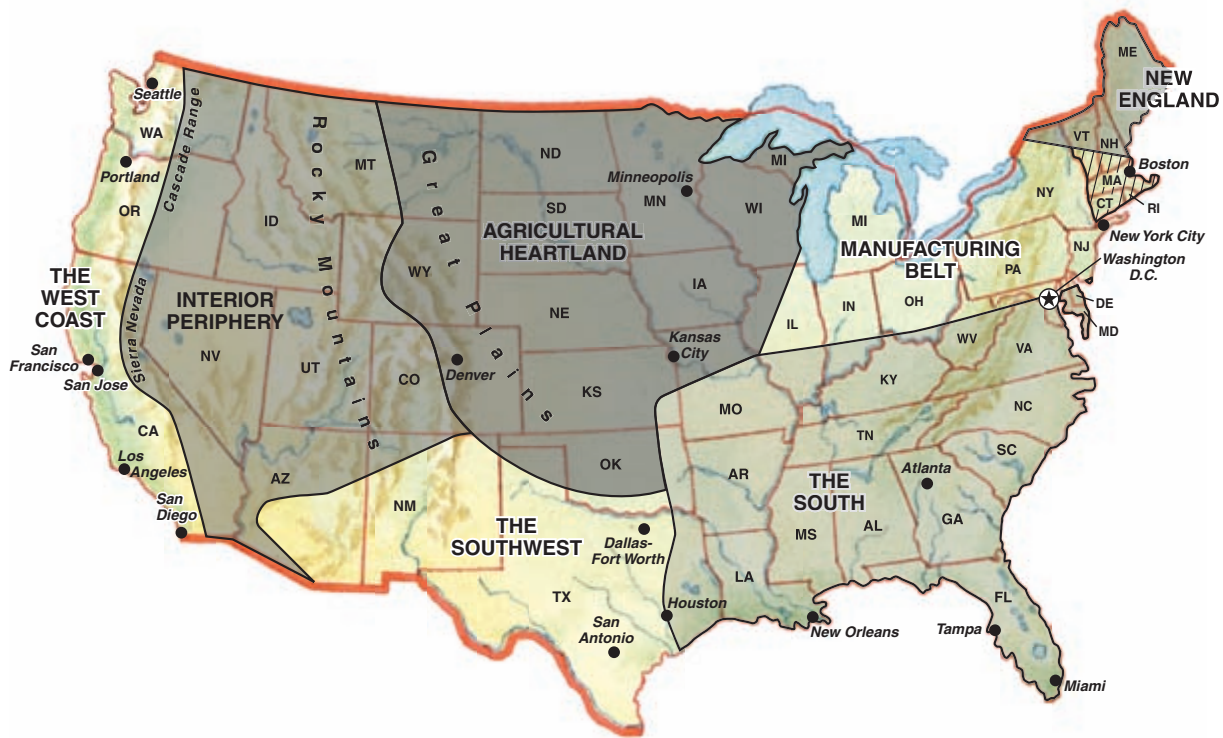 ME
NEW
ENGLAND
VT
NH
Boston
MA
CT
RI
NY
New York City
NJ
Washington
D.C.
PA
DE
MD
Seattle
WA
Cascade Range
Portland
OR
ID
MT
Rocky Mountains
Great Plains
ND
SD
Minneopolis
MN
WI
MI
MI
AGRICULTURAL
HEARTLAND
MANUFACTURING
BELT
WY
NE
IA
IL
IN
OH
THE
WEST
COAST
INTERIOR
PERIPHERY
Sierra Nevada
San
Francisco
San Jose
NV
UT
CO
Denver
KS
Kansas
City
WV
VA
KY
MO
NC
TN
SC
CA
Los
Angeles
San
Diego
AZ
NM
OK
AR
THE
SOUTH
Atlanta
MS
AL
GA
THE
SOUTHWEST
Dallas-
Fort Worth
TX
LA
Houston
San
Antonio
New Orleans
FL
Tampa
Miami